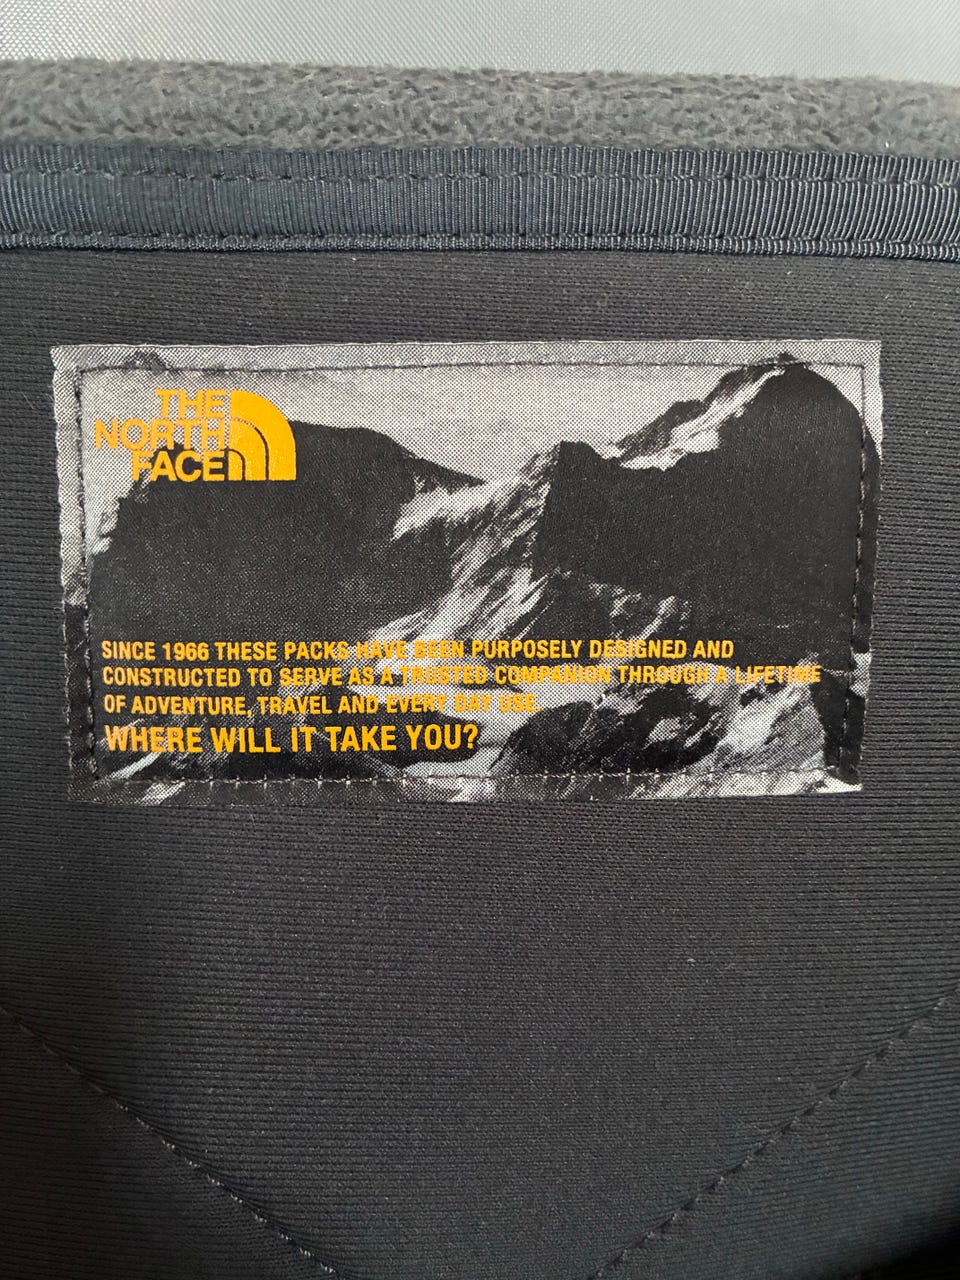 THE
NORTH
FACE
SINCE 1966 THESE PACKS HAVE BEEN PURPOSELY DESIGNED AND
CONSTRUCTED TO SERVE AS A TRUSTED COMPANION THROUGH A LIFETIME
OF ADVENTURE, TRAVEL AND EVERY DAY USE.
WHERE WILL IT TAKE YOU?